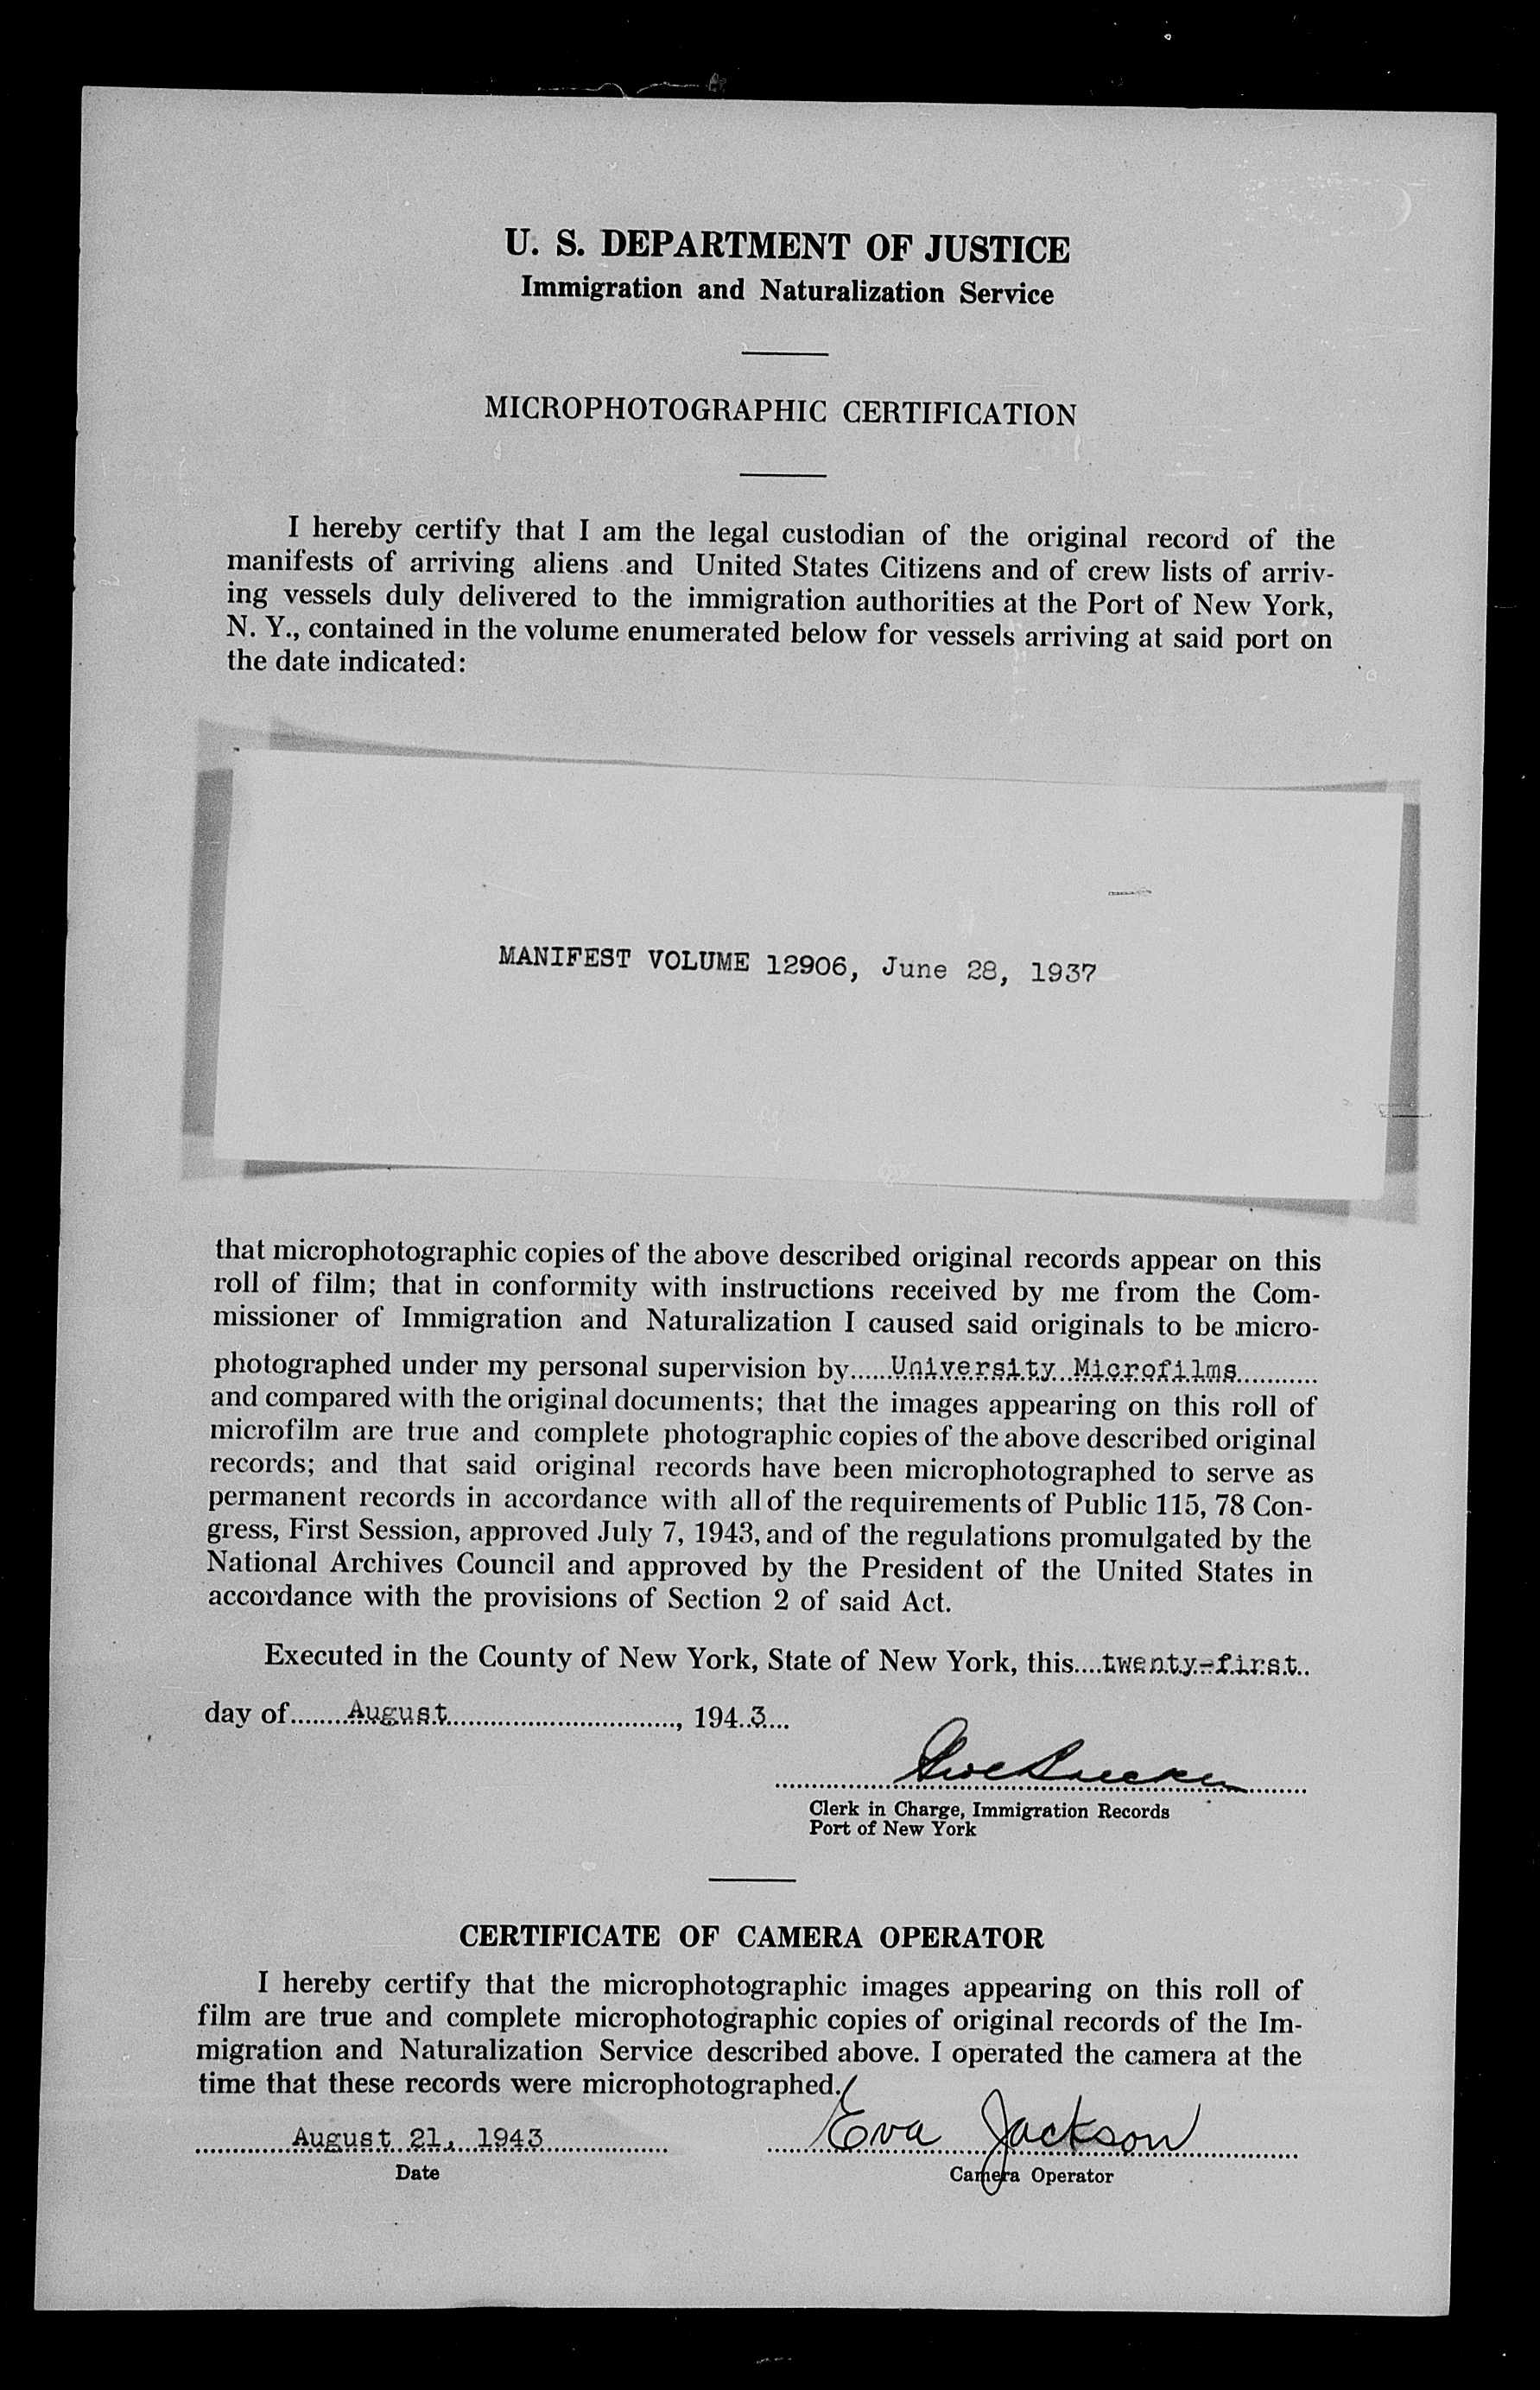 U. S. DEPARTMENT OF JUSTICE
Immigration and Naturalization Service
MICROPHOTOGRAPHIC CERTIFICATION
I hereby certify that I am the legal custodian of the original record of the
manifests of arriving aliens and United States Citizens and of crew lists of arriv-
ing vessels duly delivered to the immigration authorities at the Port of New York,
N. Y., contained in the volume enumerated below for vessels arriving at said port on
the date indicated:
MANIFEST VOLUME 12906, June 28, 1937
that microphotographic copies of the above described original records appear on this
roll of film; that in conformity with instructions received by me from the Com-
missioner of Immigration and Naturalization I caused said originals to be micro-
photographed under my personal supervision by.....University Microfilms...........
and compared with the original documents; that the images appearing on this roll of
microfilm are true and complete photographic copies of the above described original
records; and that said original records have been microphotographed to serve as
permanent records in accordance with all of the requirements of Public 115, 78 Con-
gress, First Session, approved July 7, 1943, and of the regulations promulgated by the
National Archives Council and approved by the President of the United States in
accordance with the provisions of Section 2 of said Act.
Executed in the County of New York, State of New York, this....twenty-first..
day of........August................................, 194..3....
Clerk in Charge, Immigration Records
Port of New York
CERTIFICATE OF CAMERA OPERATOR
I hereby certify that the microphotographic images appearing on this roll of
film are true and complete microphotographic copies of original records of the Im-
migration and Naturalization Service described above. I operated the camera at the
time that these records were microphotographed.
August 21, 1943 Eva Jackson
Date Camera Operator